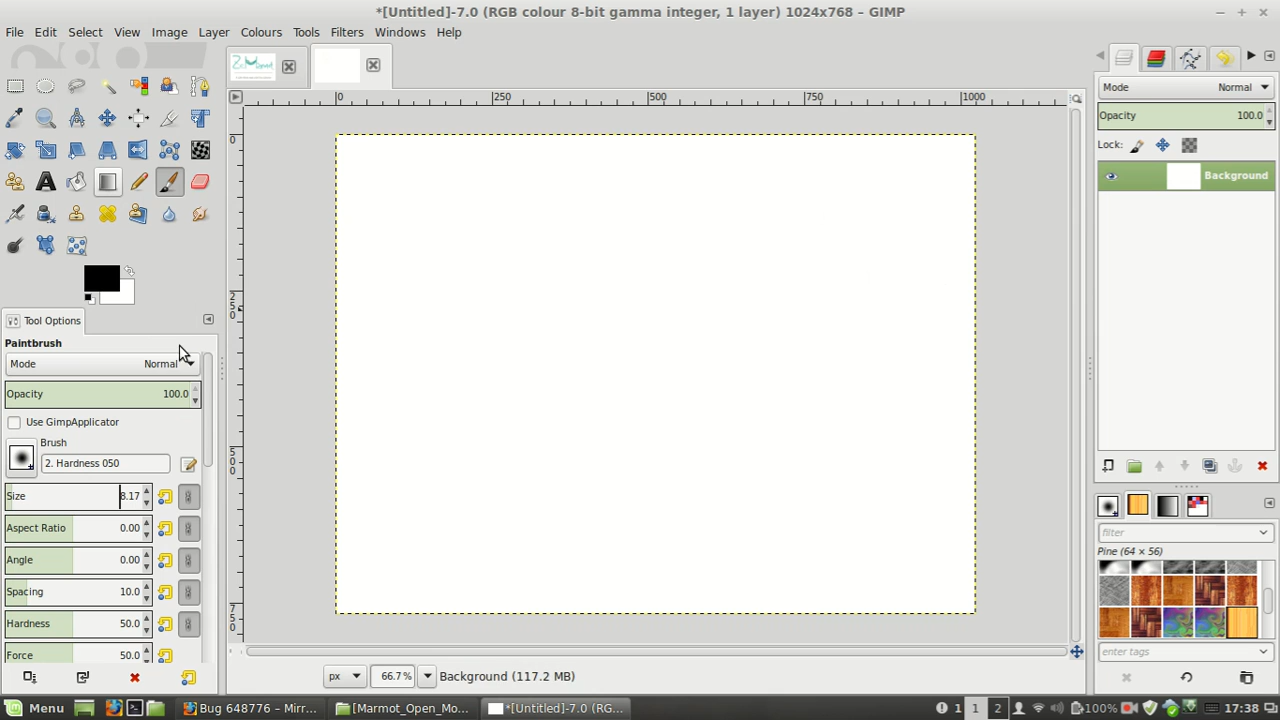 *[Untitled]-7.0 (RGB colour 8-bit gamma integer, 1 layer) 1024x768 – GIMP
File Edit Select View Image Layer Colours Tools Filters Windows Help
Mode Normal
0 250 500 750 1000
Opacity 100.0
0
Lock:
Background
250
Tool Options
Paintbrush
Mode Normal
Opacity 100.0
Use GimpApplicator
Brush
2. Hardness 050
500
Size 8.17
Aspect Ratio 0.00
filter
Pine (64 × 56)
Angle 0.00
Spacing 10.0
750
Hardness 50.0
Force 50.0
enter tags
px 66.7% Background (117.2 MB)
Menu Bug 648776 – Mirr... [Marmot_Open_Mo... *[Untitled]-7.0 (RG... 1 1 2 100% 17:38